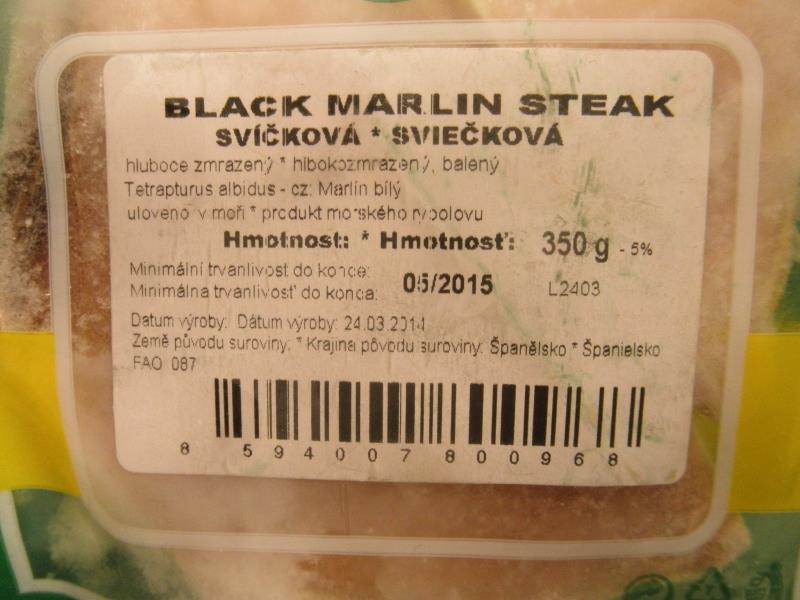 BLACK MARLIN STEAK
SVÍČKOVÁ * SVIEČKOVÁ
hluboce zmrazený * hlbokozmrazený, balený
Tetrapturus albidus - cz: Marlín bílý
uloveno v moři * produkt morského rybolovu
Hmotnost: * Hmotnosť: 350 g - 5%
Minimální trvanlivost do konce:
Minimálna trvanlivosť do konca: 05/2015 L2403
Datum výroby: Dátum výroby: 24.03.2014
Země původu suroviny: * Krajina pôvodu suroviny: Španělsko * Španielsko
FAO 087
8 594007 800968